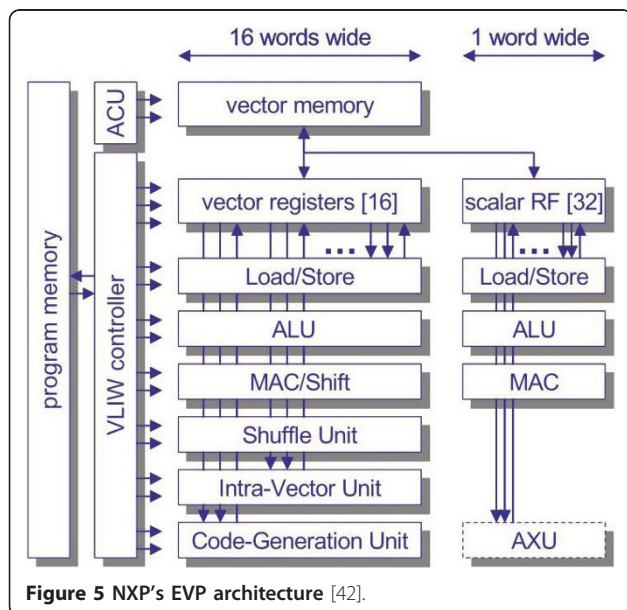 16 words wide
1 word wide
program memory
ACU
VLIW controller
vector memory
vector registers [16]
scalar RF [32]
...
...
Load/Store
Load/Store
ALU
ALU
MAC/Shift
MAC
Shuffle Unit
Intra-Vector Unit
Code-Generation Unit
AXU
Figure 5 NXP's EVP architecture [42].